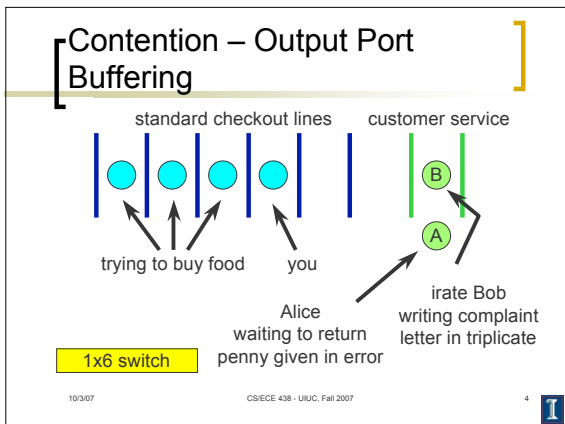 Contention – Output Port
Buffering
standard checkout lines
customer service
B
A
trying to buy food
you
Alice
waiting to return
penny given in error
irate Bob
writing complaint
letter in triplicate
1x6 switch
10/3/07
CS/ECE 438 - UIUC, Fall 2007
4
I